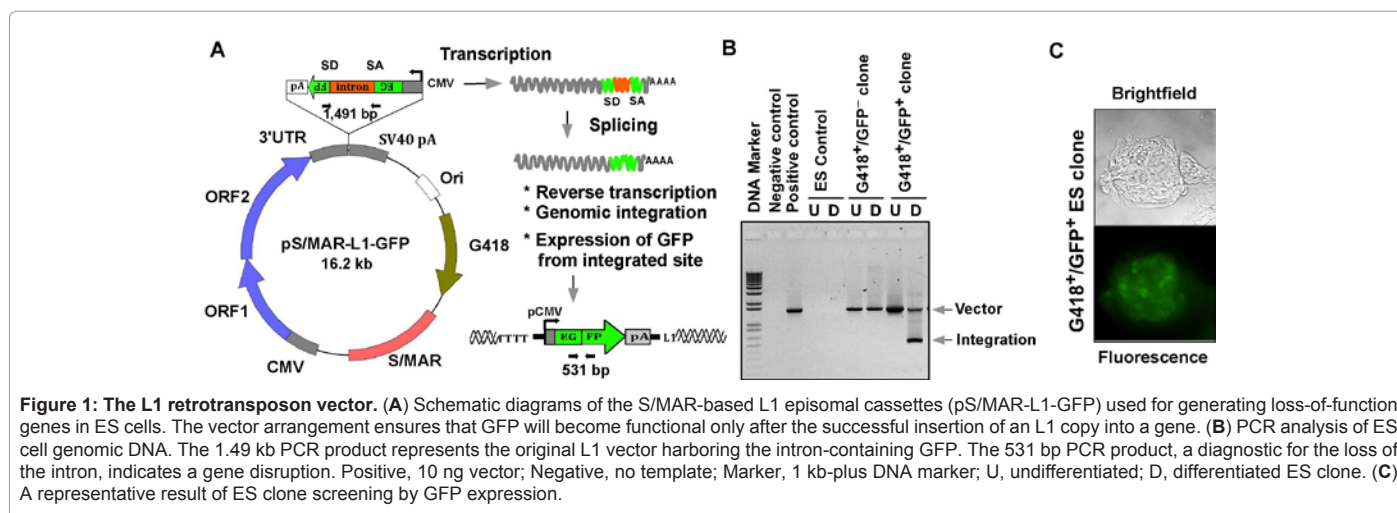 A
Transcription
SD SA
pA FP intron EG CMV
1,491 bp
AAAA
SD SA
Splicing
AAAA
* Reverse transcription
* Genomic integration
* Expression of GFP
from integrated site
3'UTR
SV40 pA
Ori
ORF2
G418
pS/MAR-L1-GFP
16.2 kb
ORF1
CMV
S/MAR
pCMV
TTTT EG FP pA L1
531 bp
B
DNA Marker
Negative control
Positive control
ES Control
G418+/GFP− clone
G418+/GFP+ clone
U D U D U D
Vector
Integration
C
Brightfield
G418+/GFP+ ES clone
Fluorescence
Figure 1: The L1 retrotransposon vector. (A) Schematic diagrams of the S/MAR-based L1 episomal cassettes (pS/MAR-L1-GFP) used for generating loss-of-function
genes in ES cells. The vector arrangement ensures that GFP will become functional only after the successful insertion of an L1 copy into a gene. (B) PCR analysis of ES
cell genomic DNA. The 1.49 kb PCR product represents the original L1 vector harboring the intron-containing GFP. The 531 bp PCR product, a diagnostic for the loss of
the intron, indicates a gene disruption. Positive, 10 ng vector; Negative, no template; Marker, 1 kb-plus DNA marker; U, undifferentiated; D, differentiated ES clone. (C)
A representative result of ES clone screening by GFP expression.